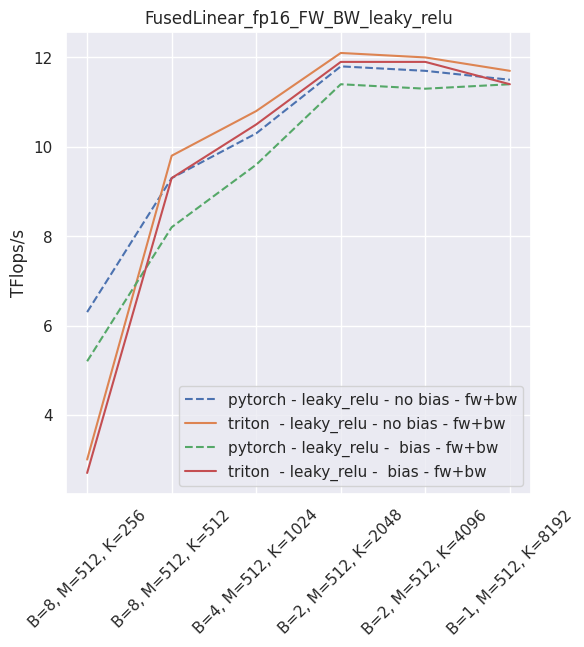 FusedLinear_fp16_FW_BW_leaky_relu
TFlops/s
12
10
8
6
4
pytorch - leaky_relu - no bias - fw+bw
triton  - leaky_relu - no bias - fw+bw
pytorch - leaky_relu -  bias - fw+bw
triton  - leaky_relu -  bias - fw+bw
B=8, M=512, K=256
B=8, M=512, K=512
B=4, M=512, K=1024
B=2, M=512, K=2048
B=2, M=512, K=4096
B=1, M=512, K=8192